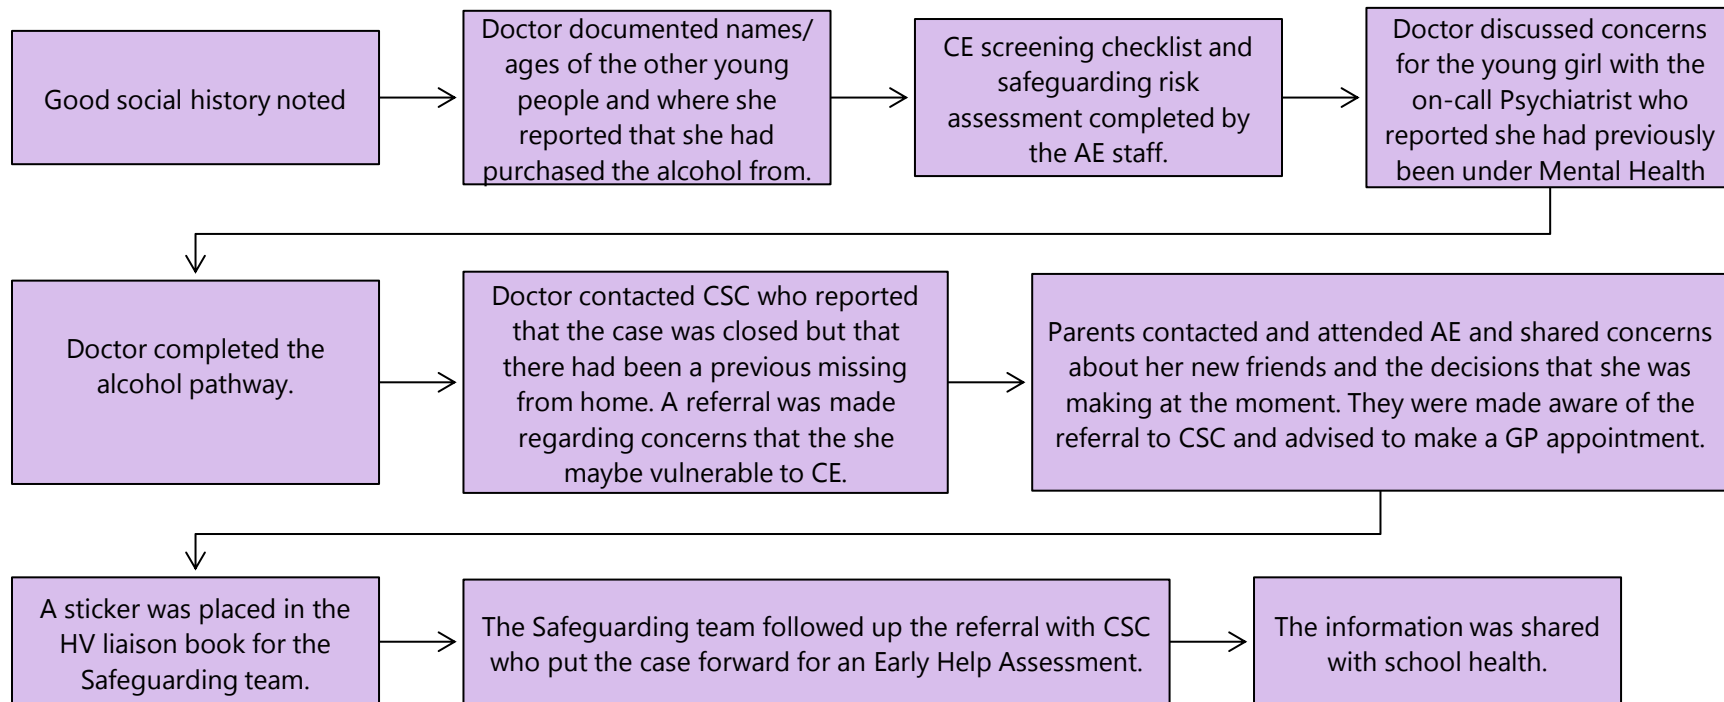 Good social history noted
Doctor documented names/
ages of the other young
people and where she
reported that she had
purchased the alcohol from.
CE screening checklist and
safeguarding risk
assessment completed by
the AE staff.
Doctor discussed concerns
for the young girl with the
on-call Psychiatrist who
reported she had previously
been under Mental Health
Doctor completed the
alcohol pathway.
Doctor contacted CSC who reported
that the case was closed but that
there had been a previous missing
from home. A referral was made
regarding concerns that the she
maybe vulnerable to CE.
Parents contacted and attended AE and shared concerns
about her new friends and the decisions that she was
making at the moment. They were made aware of the
referral to CSC and advised to make a GP appointment.
A sticker was placed in the
HV liaison book for the
Safeguarding team.
The Safeguarding team followed up the referral with CSC
who put the case forward for an Early Help Assessment.
The information was shared
with school health.